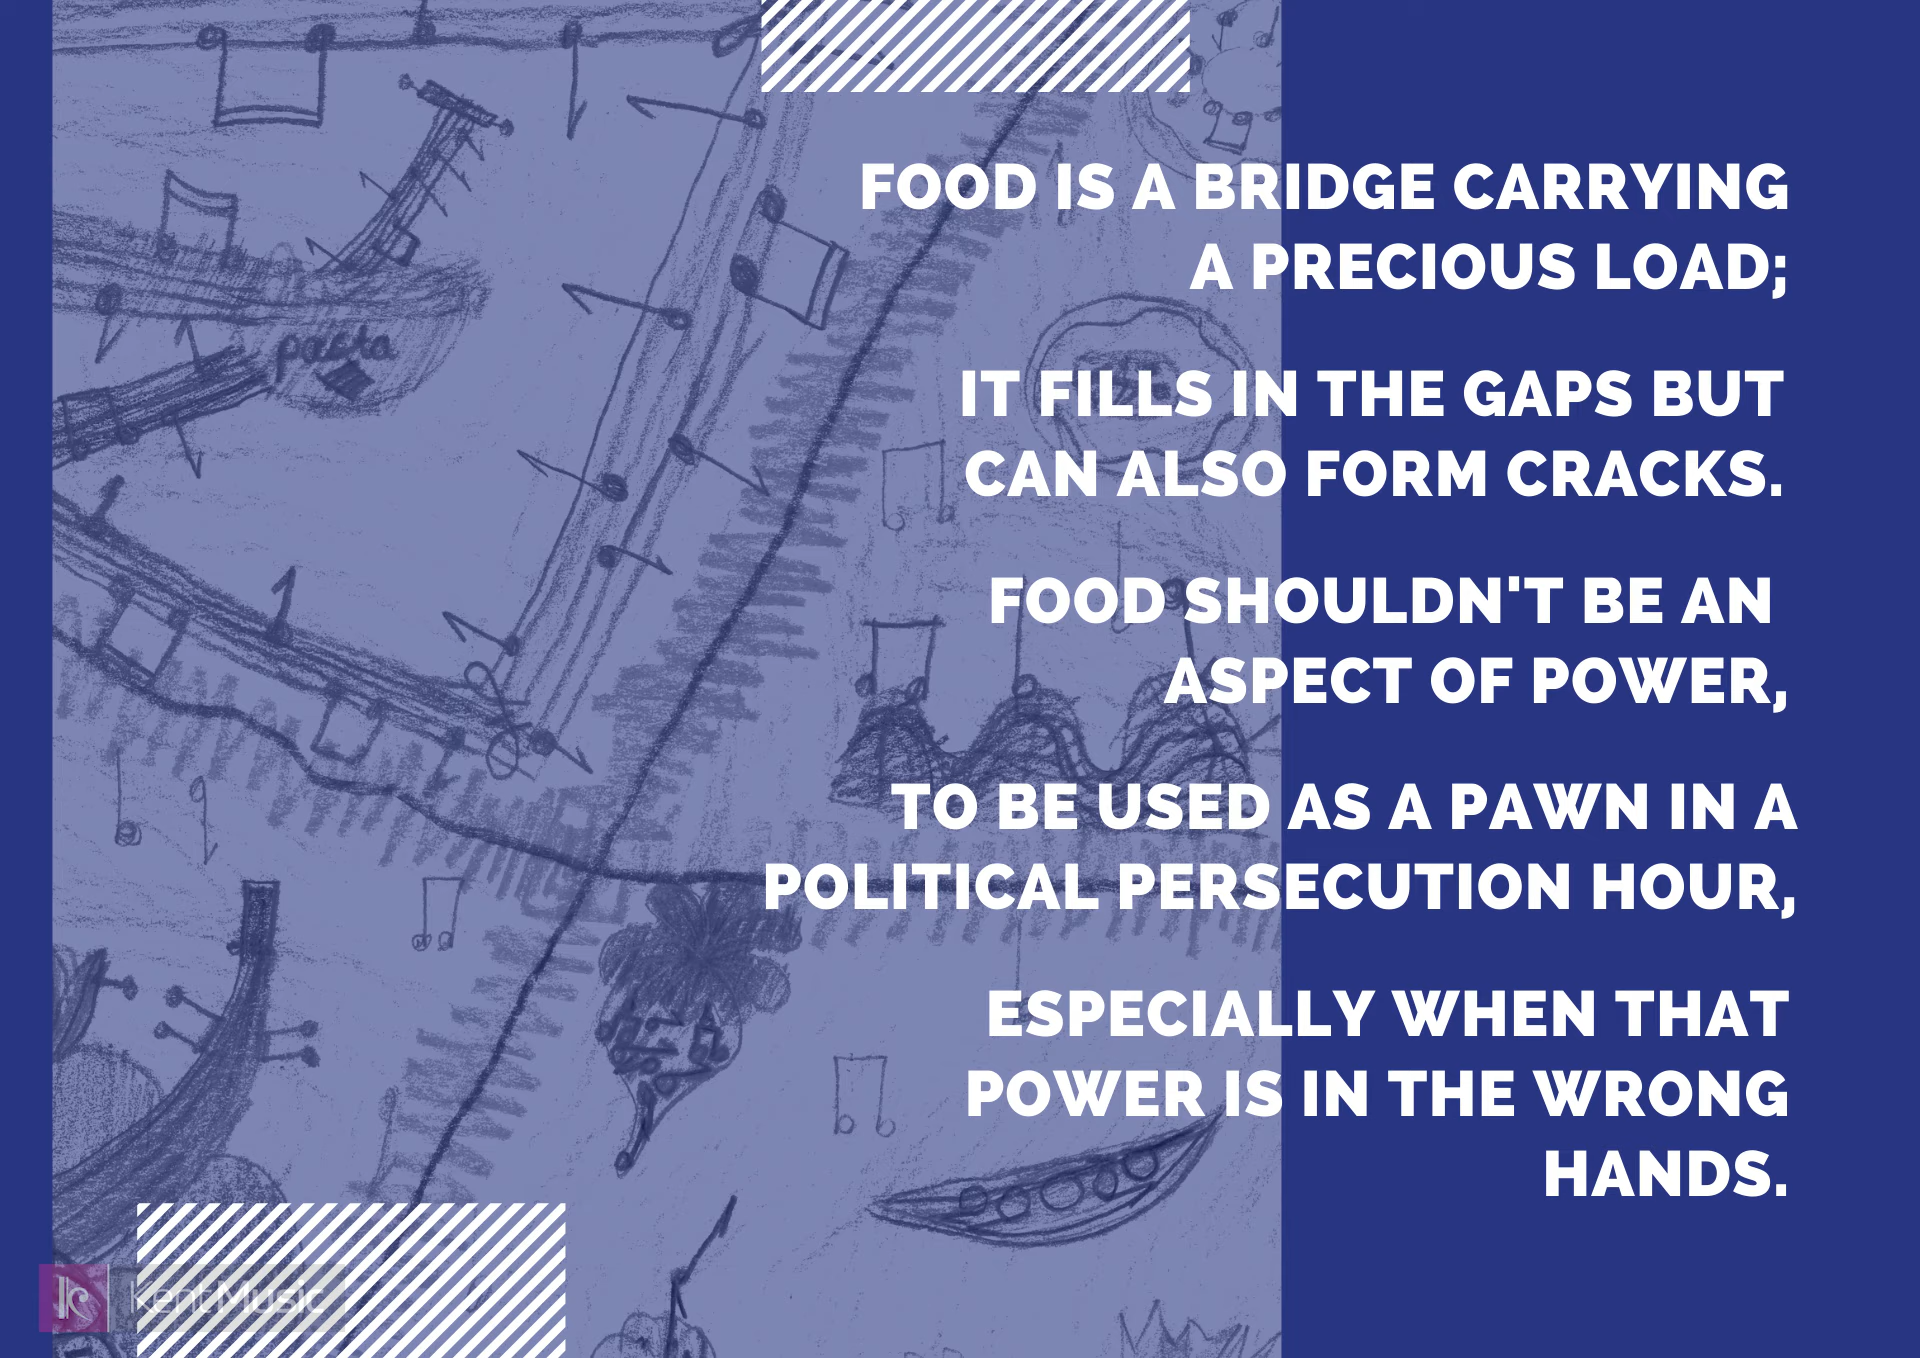 FOOD IS A BRIDGE CARRYING
A PRECIOUS LOAD;
IT FILLS IN THE GAPS BUT
CAN ALSO FORM CRACKS.
FOOD SHOULDN'T BE AN
ASPECT OF POWER,
TO BE USED AS A PAWN IN A
POLITICAL PERSECUTION HOUR,
ESPECIALLY WHEN THAT
POWER IS IN THE WRONG
HANDS.
pasta
KentMusic